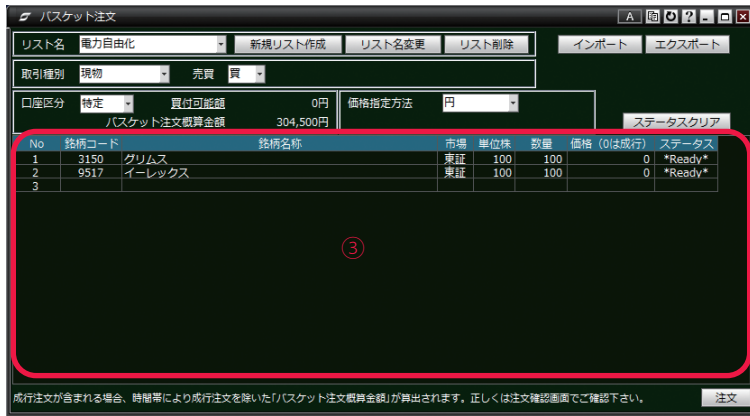 バスケット注文 A ?
リスト名 電力自由化 新規リスト作成 リスト名変更 リスト削除 インポート エクスポート
取引種別 現物 売買 買
口座区分 特定 買付可能額 0円 価格指定方法 円
バスケット注文概算金額 304,500円 ステータスクリア
No 銘柄コード 銘柄名称 市場 単位株 数量 価格（0は成行） ステータス
1 3150 グリムス 東証 100 100 0 *Ready*
2 9517 イーレックス 東証 100 100 0 *Ready*
3
③
成行注文が含まれる場合、時間帯により成行注文を除いた「バスケット注文概算金額」が算出されます。正しくは注文確認画面でご確認下さい。 注文